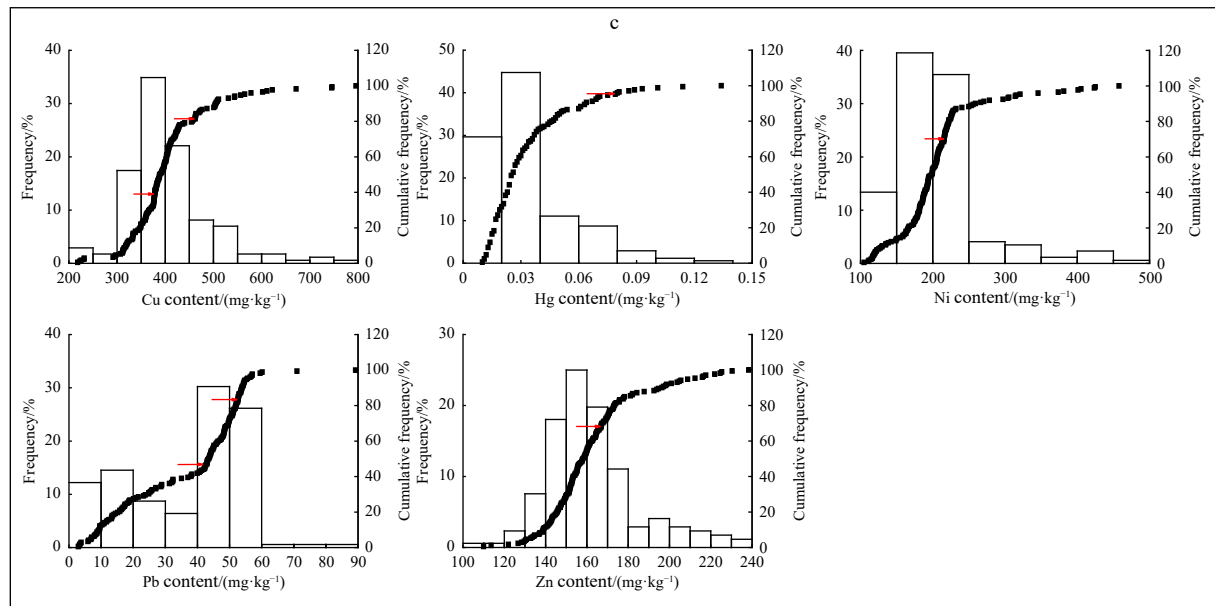 c
40
30
20
10
0
Frequency/%
200 300 400 500 600 700 800
Cu content/(mg·kg⁻¹)
120
100
80
60
40
20
0
Cumulative frequency/%
50
40
30
20
10
0
Frequency/%
0.03 0.06 0.09 0.12 0.15
Hg content/(mg·kg⁻¹)
120
100
80
60
40
20
0
Cumulative frequency/%
40
30
20
10
0
Frequency/%
100 200 300 400 500
Ni content/(mg·kg⁻¹)
120
100
80
60
40
20
0
Cumulative frequency/%
40
30
20
10
0
Frequency/%
0 10 20 30 40 50 60 70 80 90
Pb content/(mg·kg⁻¹)
120
100
80
60
40
20
0
Cumulative frequency/%
30
20
10
0
Frequency/%
100 120 140 160 180 200 220 240
Zn content/(mg·kg⁻¹)
120
100
80
60
40
20
0
Cumulative frequency/%